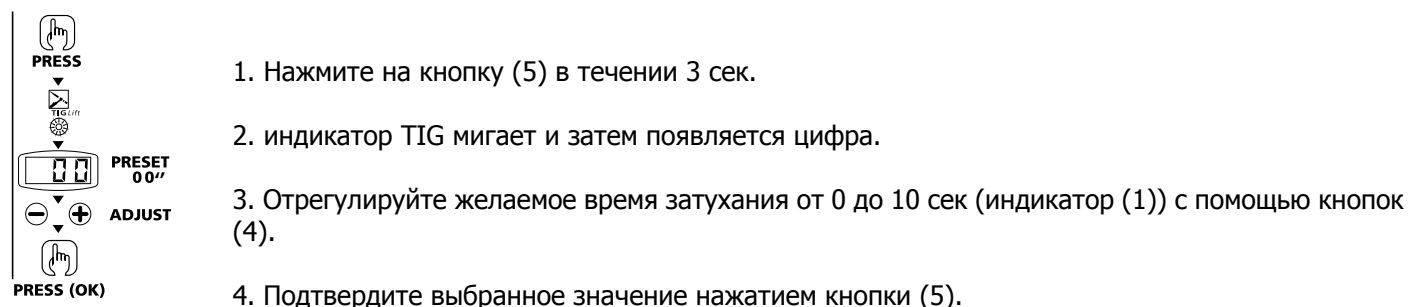 PRESS
TIG Lift
00
PRESET
00"
ADJUST
PRESS (OK)
1. Нажмите на кнопку (5) в течении 3 сек.
2. индикатор TIG мигает и затем появляется цифра.
3. Отрегулируйте желаемое время затухания от 0 до 10 сек (индикатор (1)) с помощью кнопок
(4).
4. Подтвердите выбранное значение нажатием кнопки (5).